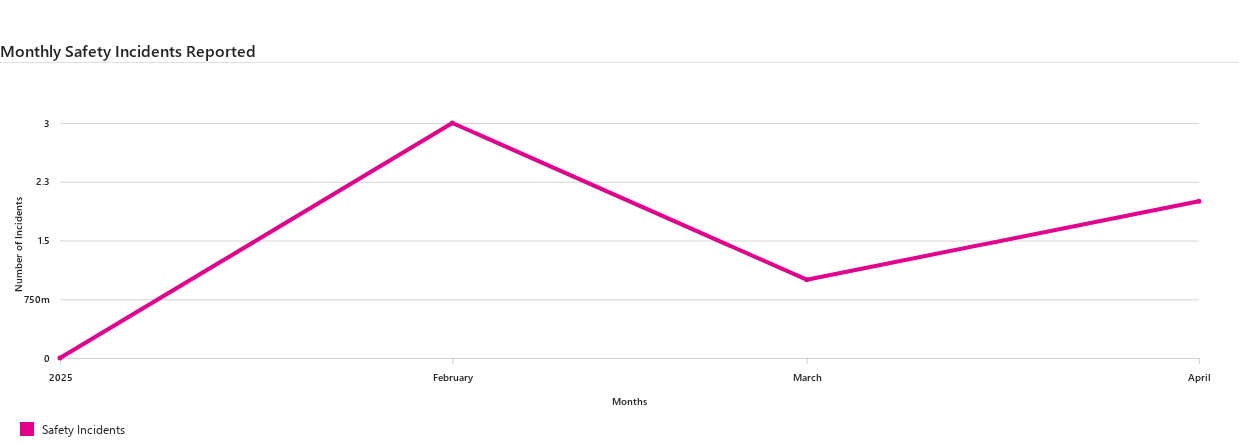 Monthly Safety Incidents Reported
3
2.3
1.5
750m
0
Number of Incidents
2025 February March April
Months
Safety Incidents